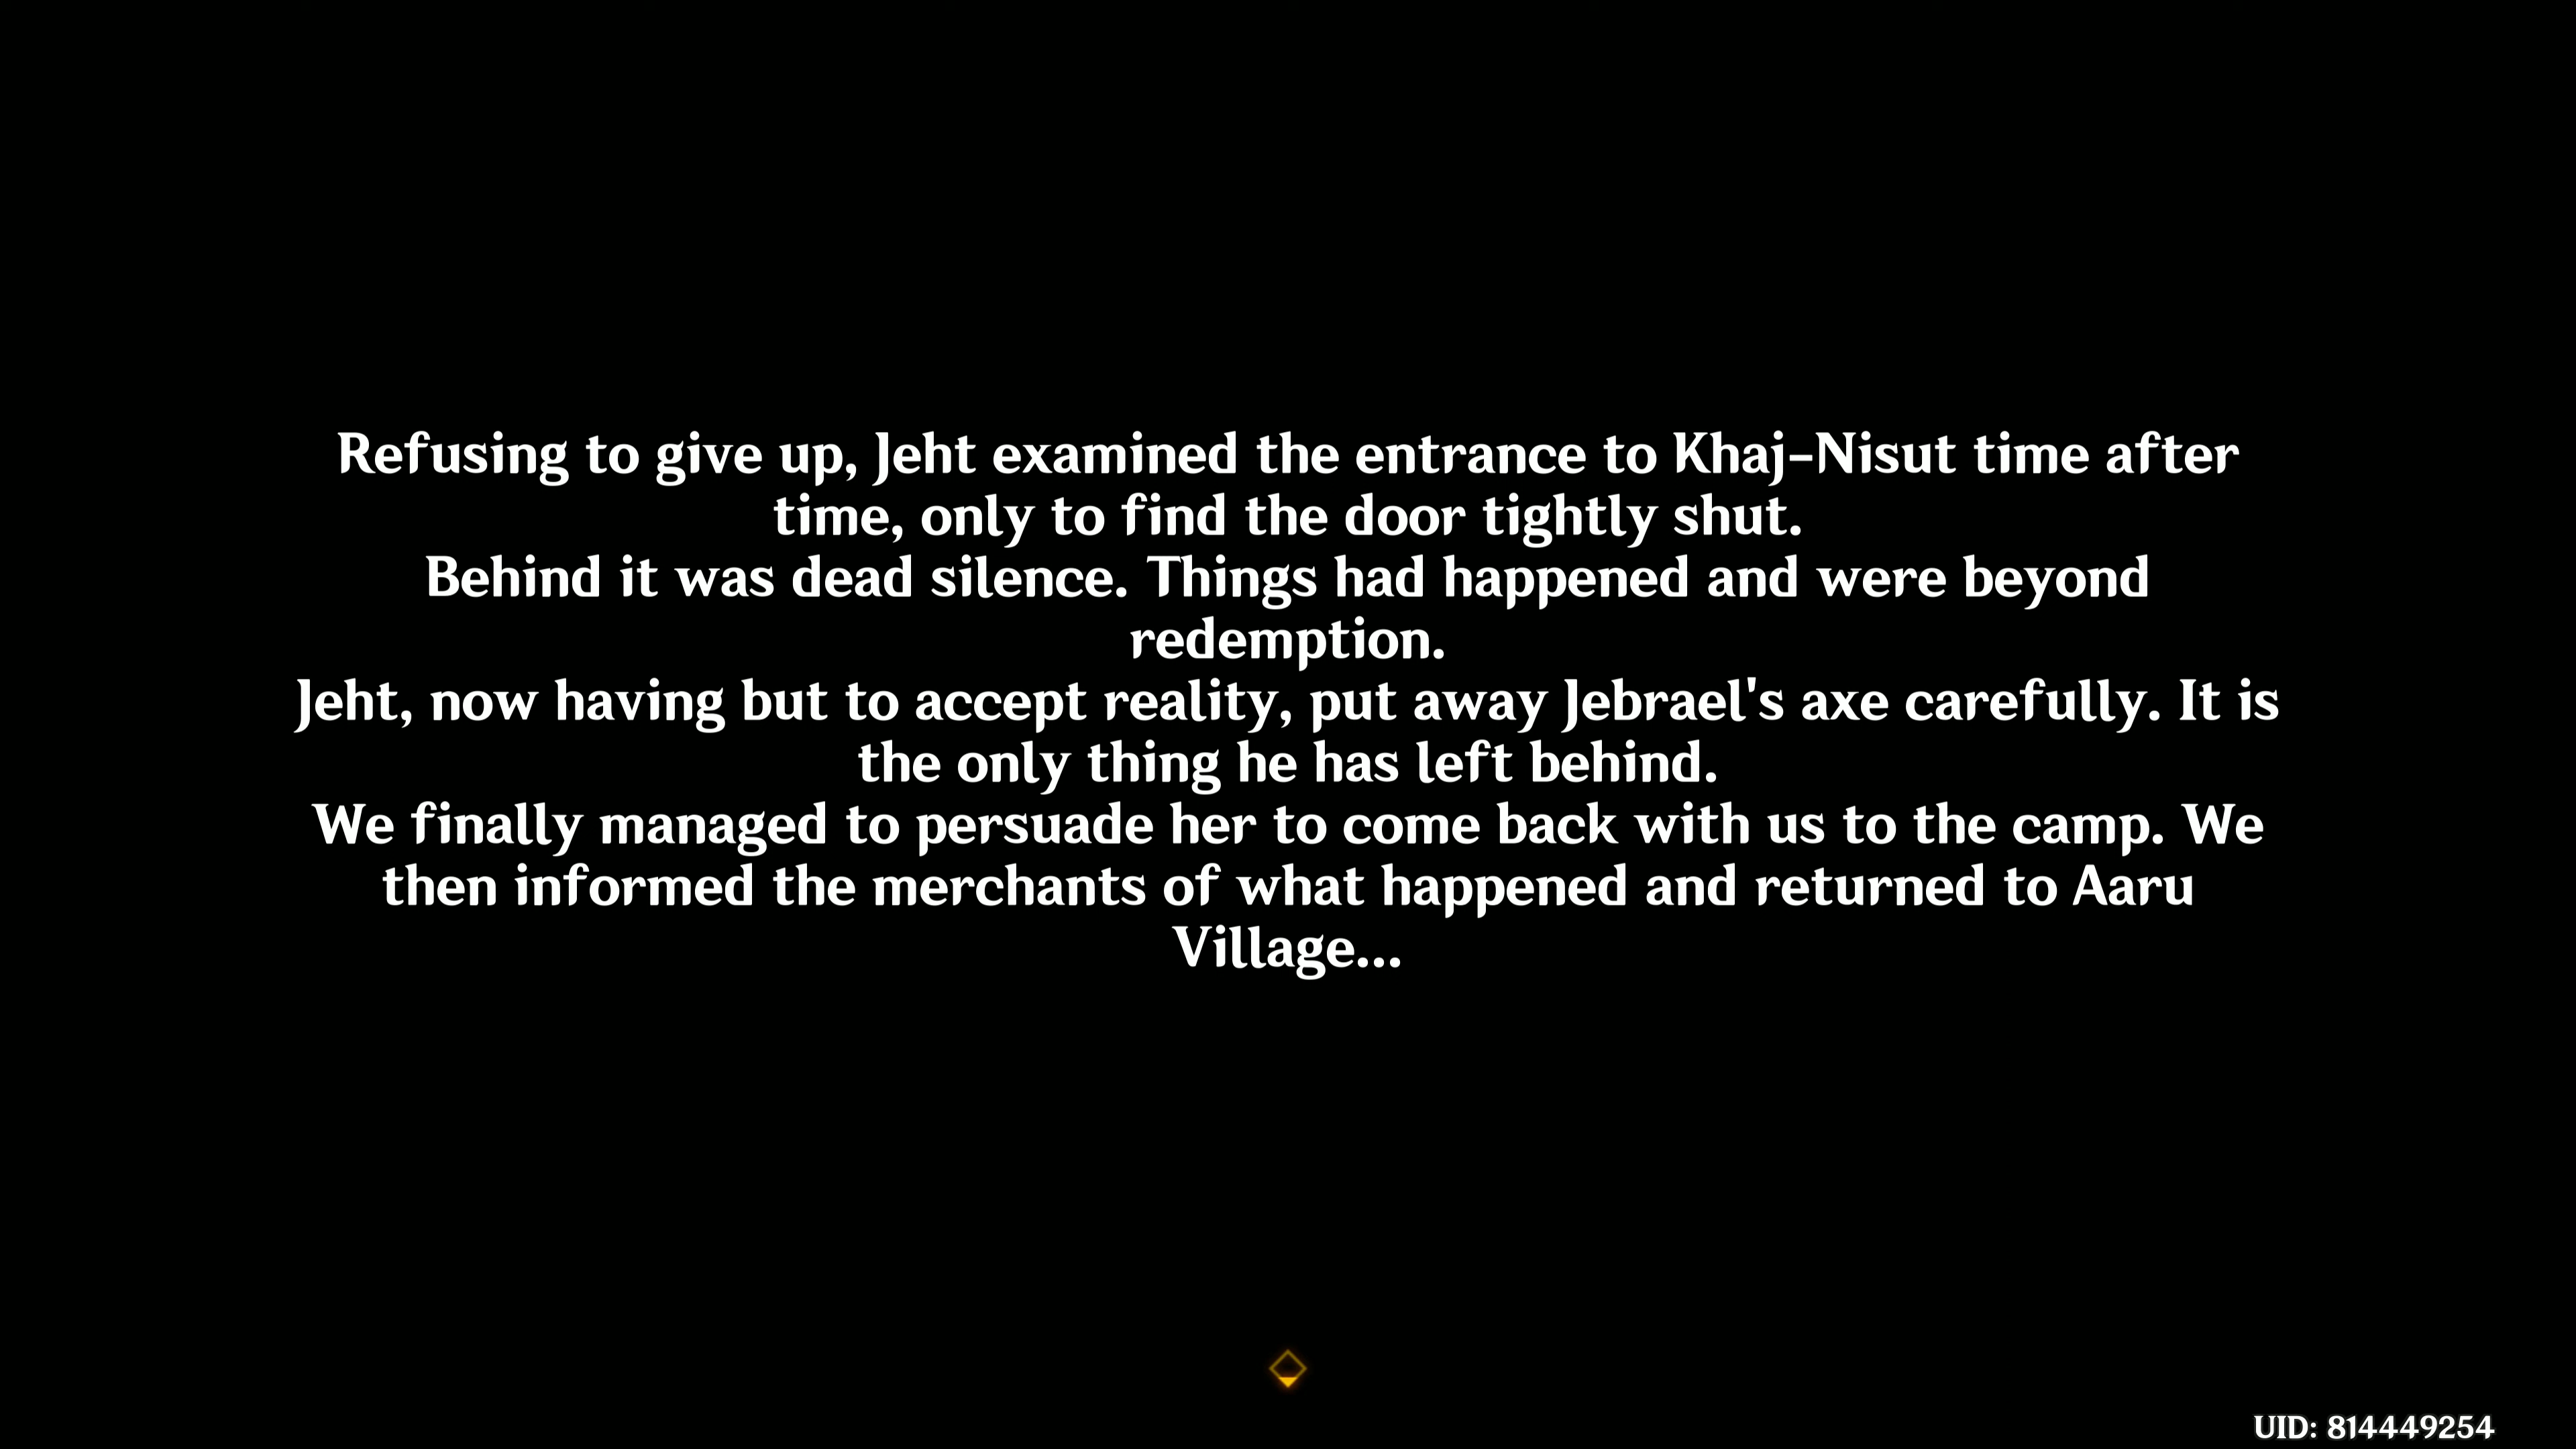 Refusing to give up, Jeht examined the entrance to Khaj-Nisut time after
time, only to find the door tightly shut.
Behind it was dead silence. Things had happened and were beyond
redemption.
Jeht, now having but to accept reality, put away Jebrael's axe carefully. It is
the only thing he has left behind.
We finally managed to persuade her to come back with us to the camp. We
then informed the merchants of what happened and returned to Aaru
Village...
UID: 814449254